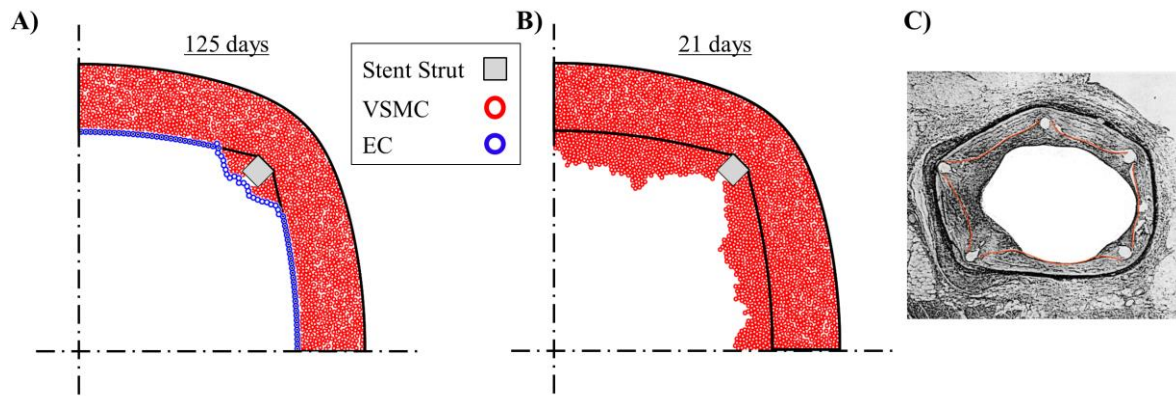 A)
125 days
Stent Strut
VSMC
EC
B)
21 days
C)